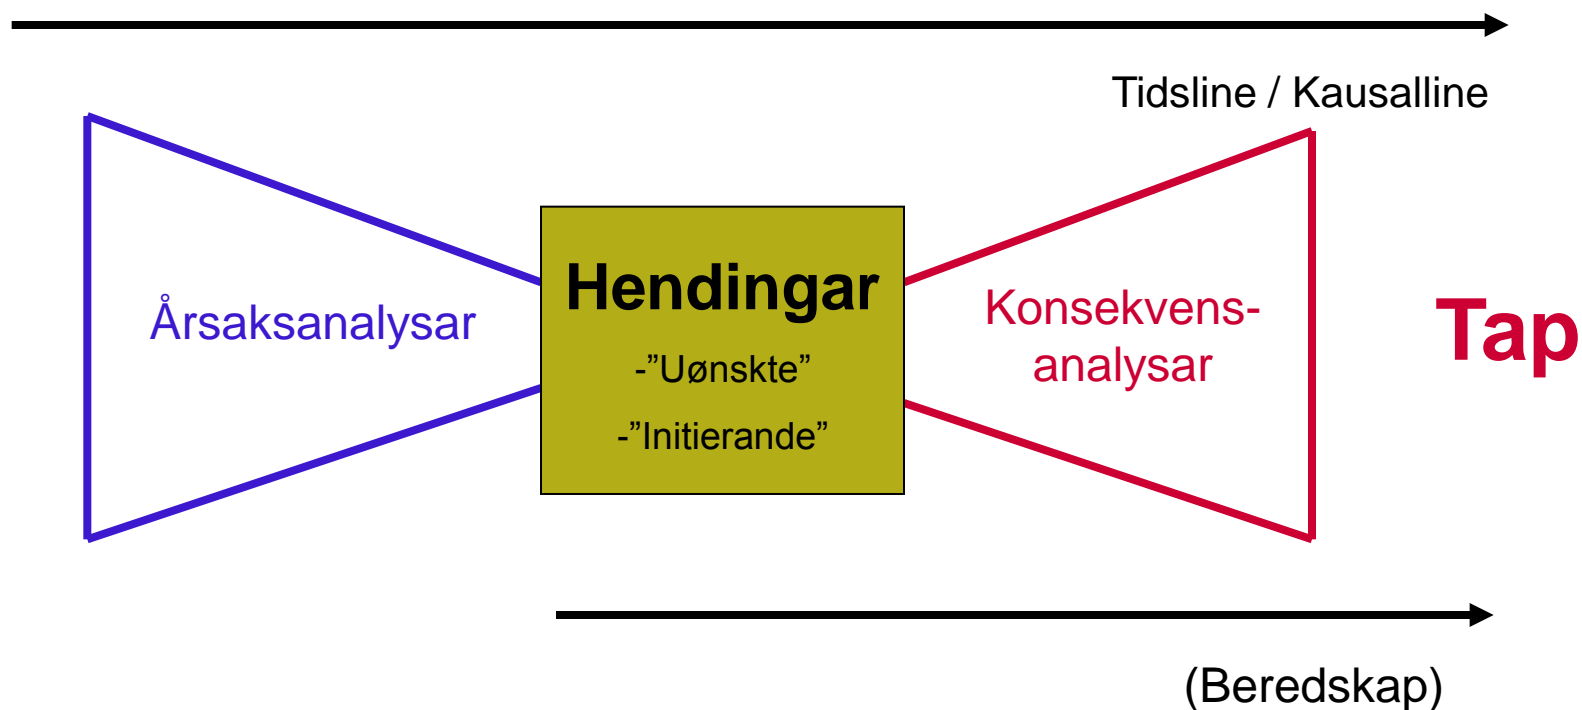 Tidsline / Kausalline
Årsaksanalysar
Hendingar
-”Uønskte”
-”Initierande”
Konsekvens-
analysar
Tap
(Beredskap)